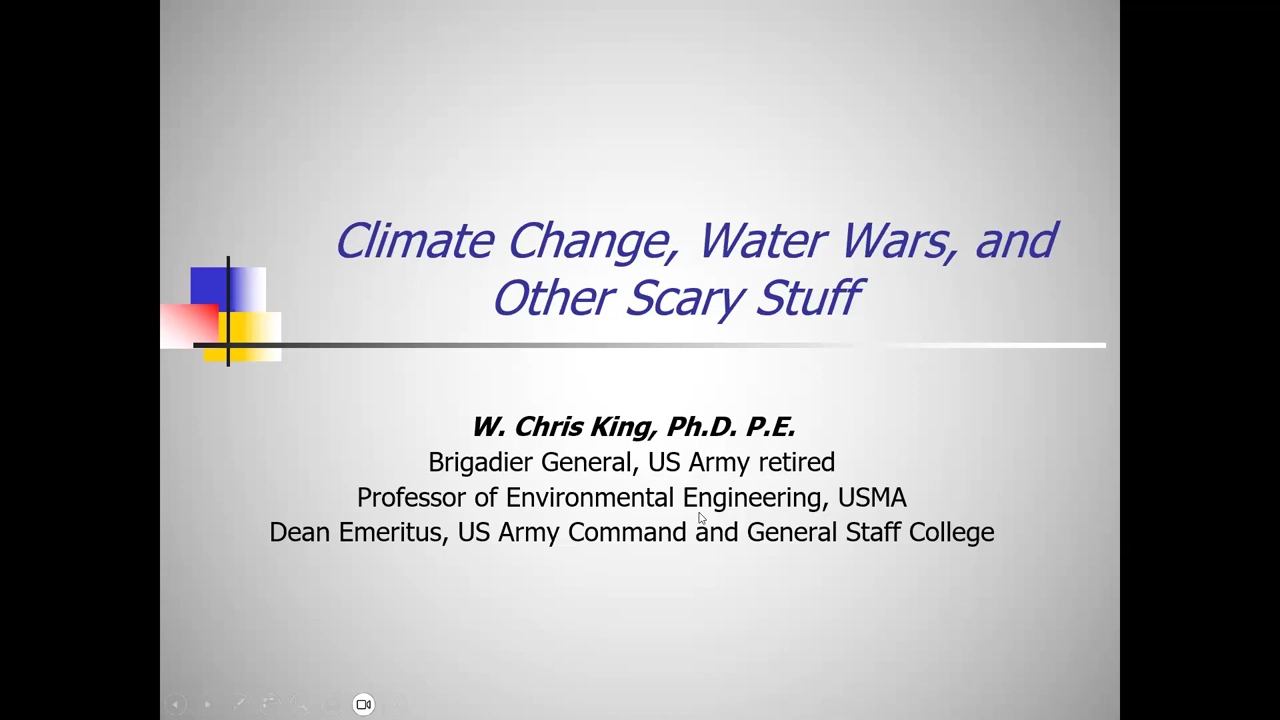 Climate Change, Water Wars, and
Other Scary Stuff
W. Chris King, Ph.D. P.E.
Brigadier General, US Army retired
Professor of Environmental Engineering, USMA
Dean Emeritus, US Army Command and General Staff College